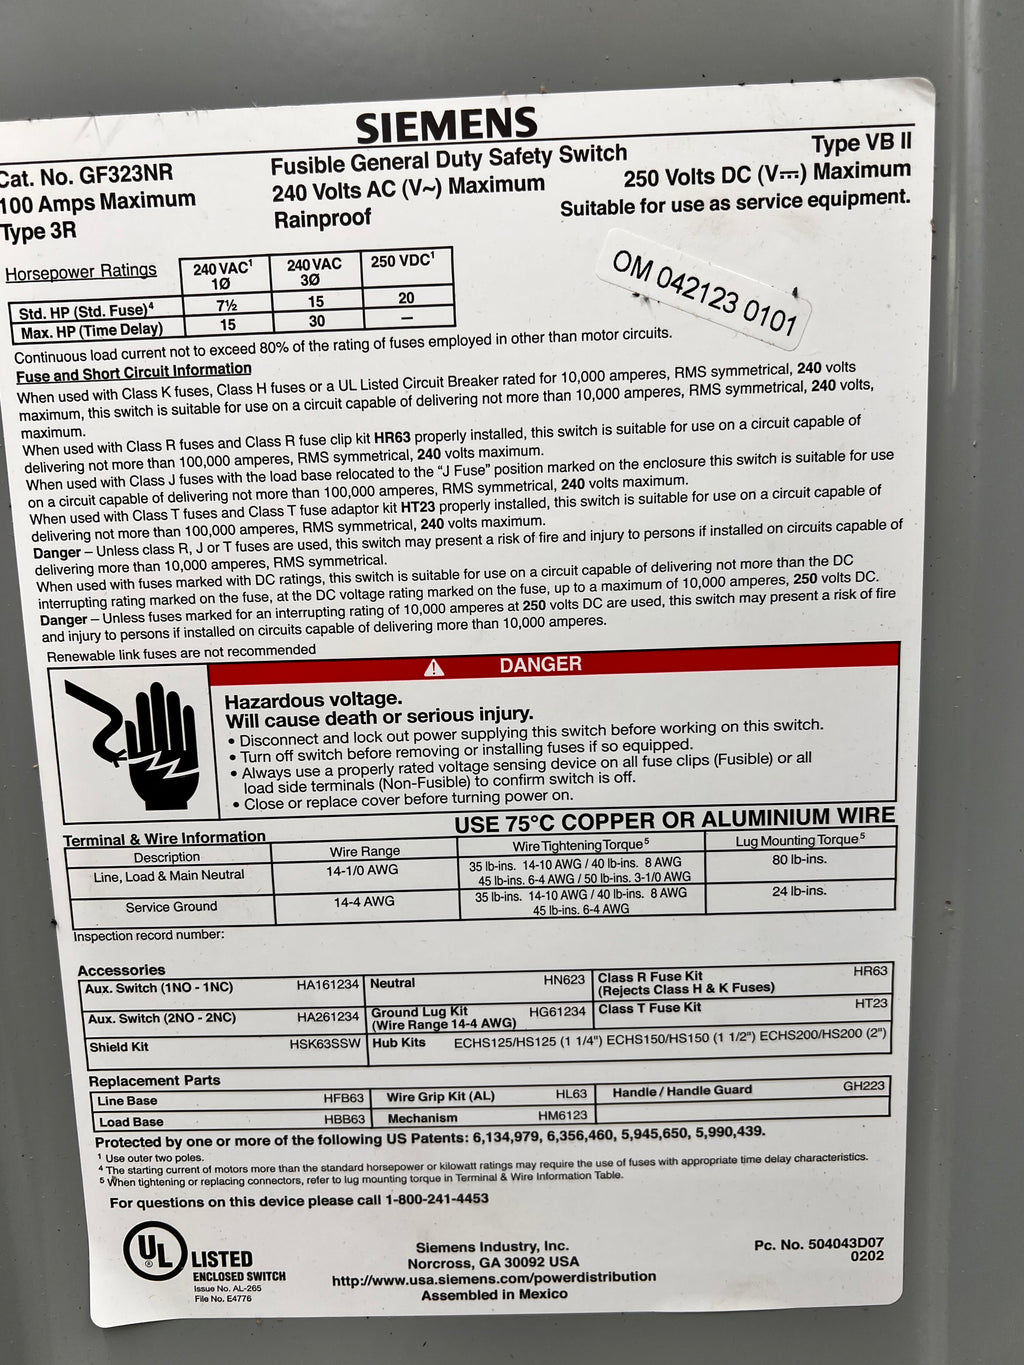 SIEMENS
Cat. No. GF323NR
100 Amps Maximum
Type 3R
Fusible General Duty Safety Switch
240 Volts AC (V~) Maximum
Rainproof
Type VB II
250 Volts DC (V⎓) Maximum
Suitable for use as service equipment.
OM 042123 0101
Horsepower Ratings 240 VAC¹ 1Ø 240 VAC 3Ø 250 VDC¹
Std. HP (Std. Fuse)⁴ 7½ 15 20
Max. HP (Time Delay) 15 30 —
Continuous load current not to exceed 80% of the rating of fuses employed in other than motor circuits.
Fuse and Short Circuit Information
When used with Class K fuses, Class H fuses or a UL Listed Circuit Breaker rated for 10,000 amperes, RMS symmetrical, 240 volts
maximum, this switch is suitable for use on a circuit capable of delivering not more than 10,000 amperes, RMS symmetrical, 240 volts,
maximum.
When used with Class R fuses and Class R fuse clip kit HR63 properly installed, this switch is suitable for use on a circuit capable of
delivering not more than 100,000 amperes, RMS symmetrical, 240 volts maximum.
When used with Class J fuses with the load base relocated to the “J Fuse” position marked on the enclosure this switch is suitable for use
on a circuit capable of delivering not more than 100,000 amperes, RMS symmetrical, 240 volts maximum.
When used with Class T fuses and Class T fuse adaptor kit HT23 properly installed, this switch is suitable for use on a circuit capable of
delivering not more than 100,000 amperes, RMS symmetrical, 240 volts maximum.
Danger – Unless class R, J or T fuses are used, this switch may present a risk of fire and injury to persons if installed on circuits capable of
delivering more than 10,000 amperes, RMS symmetrical.
When used with fuses marked with DC ratings, this switch is suitable for use on a circuit capable of delivering not more than the DC
interrupting rating marked on the fuse, at the DC voltage rating marked on the fuse, up to a maximum of 10,000 amperes, 250 volts DC.
Danger – Unless fuses marked for an interrupting rating of 10,000 amperes at 250 volts DC are used, this switch may present a risk of fire
and injury to persons if installed on circuits capable of delivering more than 10,000 amperes.
Renewable link fuses are not recommended
DANGER
Hazardous voltage.
Will cause death or serious injury.
• Disconnect and lock out power supplying this switch before working on this switch.
• Turn off switch before removing or installing fuses if so equipped.
• Always use a properly rated voltage sensing device on all fuse clips (Fusible) or all
load side terminals (Non-Fusible) to confirm switch is off.
• Close or replace cover before turning power on.
USE 75°C COPPER OR ALUMINIUM WIRE
Terminal & Wire Information
Description Wire Range Wire Tightening Torque⁵ Lug Mounting Torque⁵
Line, Load & Main Neutral 14-1/0 AWG 35 lb-ins. 14-10 AWG / 40 lb-ins. 8 AWG 80 lb-ins.
45 lb-ins. 6-4 AWG / 50 lb-ins. 3-1/0 AWG
Service Ground 14-4 AWG 35 lb-ins. 14-10 AWG / 40 lb-ins. 8 AWG 24 lb-ins.
45 lb-ins. 6-4 AWG
Inspection record number:
Accessories
Aux. Switch (1NO - 1NC) HA161234 Neutral HN623 Class R Fuse Kit HR63
(Rejects Class H & K Fuses)
Aux. Switch (2NO - 2NC) HA261234 Ground Lug Kit HG61234 Class T Fuse Kit HT23
(Wire Range 14-4 AWG)
Shield Kit HSK63SSW Hub Kits ECHS125/HS125 (1 1/4") ECHS150/HS150 (1 1/2") ECHS200/HS200 (2")
Replacement Parts
Line Base HFB63 Wire Grip Kit (AL) HL63 Handle / Handle Guard GH223
Load Base HBB63 Mechanism HM6123
Protected by one or more of the following US Patents: 6,134,979, 6,356,460, 5,945,650, 5,990,439.
¹ Use outer two poles.
⁴ The starting current of motors more than the standard horsepower or kilowatt ratings may require the use of fuses with appropriate time delay characteristics.
⁵ When tightening or replacing connectors, refer to lug mounting torque in Terminal & Wire Information Table.
For questions on this device please call 1-800-241-4453
UL ® LISTED
ENCLOSED SWITCH
Issue No. AL-265
File No. E4776
Siemens Industry, Inc.
Norcross, GA 30092 USA
http://www.usa.siemens.com/powerdistribution
Assembled in Mexico
Pc. No. 504043D07
0202